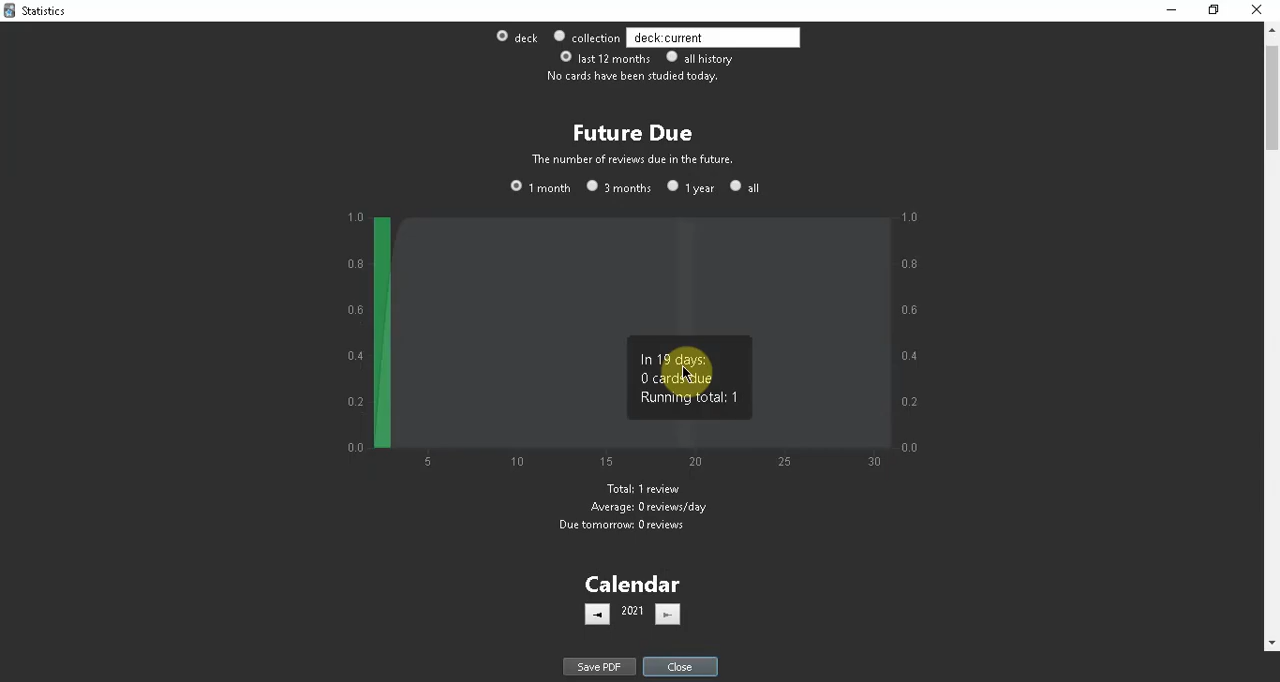 Statistics
deck collection deck:current
last 12 months all history
No cards have been studied today.
Future Due
The number of reviews due in the future.
1 month 3 months 1 year all
1.0 1.0
0.8 0.8
0.6 0.6
0.4 0.4
0.2 0.2
0.0 0.0
In 19 days:
0 cards due
Running total: 1
5 10 15 20 25 30
Total: 1 review
Average: 0 reviews/day
Due tomorrow: 0 reviews
Calendar
2021
Save PDF Close